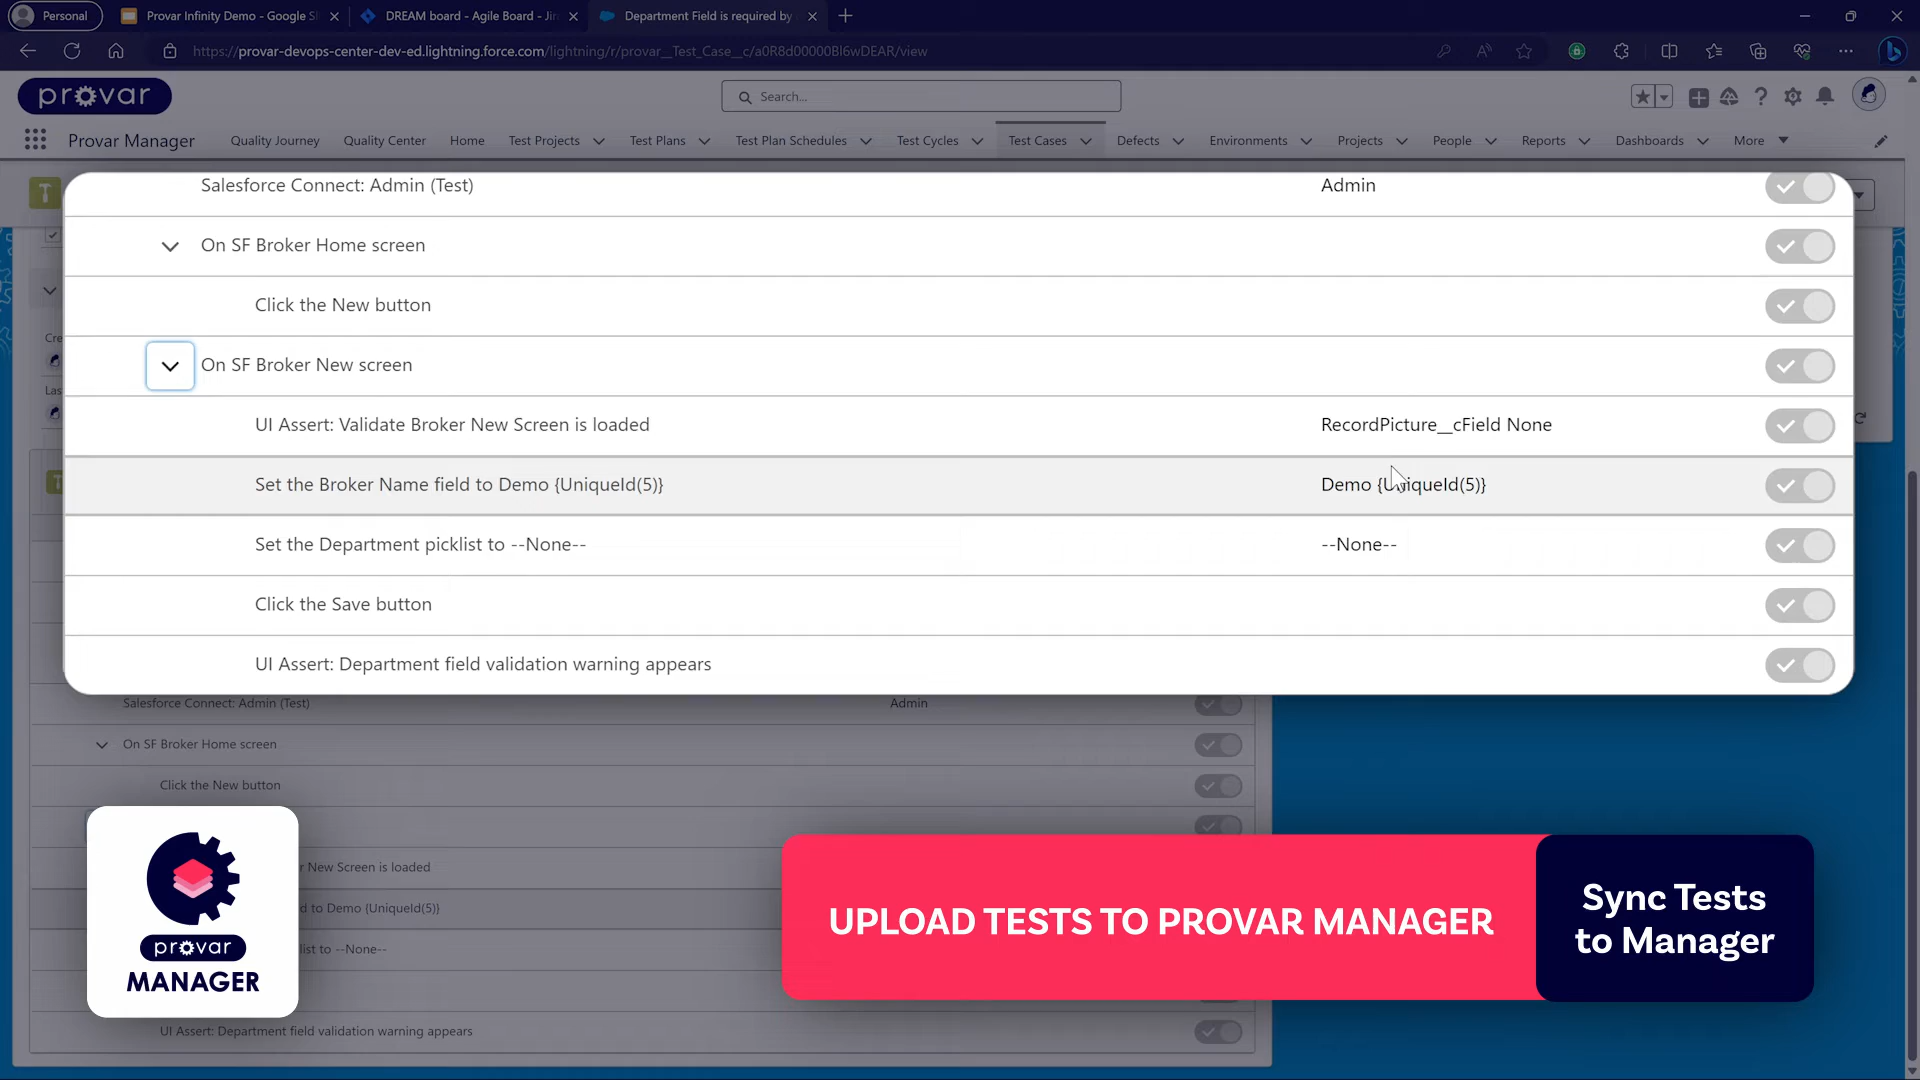 Personal
Provar Infinity Demo - Google S
DREAM board - Agile Board - Jir
Department Field is required by
https://provar-devops-center-dev-ed.lightning.force.com/lightning/r/provar__Test_Case__c/a0R8d00000Bl6wDEAR/view
provar
Search...
Provar Manager
Quality Journey
Quality Center
Home
Test Projects
Test Plans
Test Plan Schedules
Test Cycles
Test Cases
Defects
Environments
Projects
People
Reports
Dashboards
More
Salesforce Connect: Admin (Test)
Admin
On SF Broker Home screen
Click the New button
Cre
On SF Broker New screen
Las
UI Assert: Validate Broker New Screen is loaded
RecordPicture__cField None
Set the Broker Name field to Demo {UniqueId(5)}
Demo {UniqueId(5)}
Set the Department picklist to --None--
--None--
Click the Save button
UI Assert: Department field validation warning appears
Salesforce Connect: Admin (Test)
Admin
On SF Broker Home screen
Click the New button
r New Screen is loaded
d to Demo {UniqueId(5)}
list to --None--
UI Assert: Department field validation warning appears
provar
MANAGER
UPLOAD TESTS TO PROVAR MANAGER
Sync Tests
to Manager